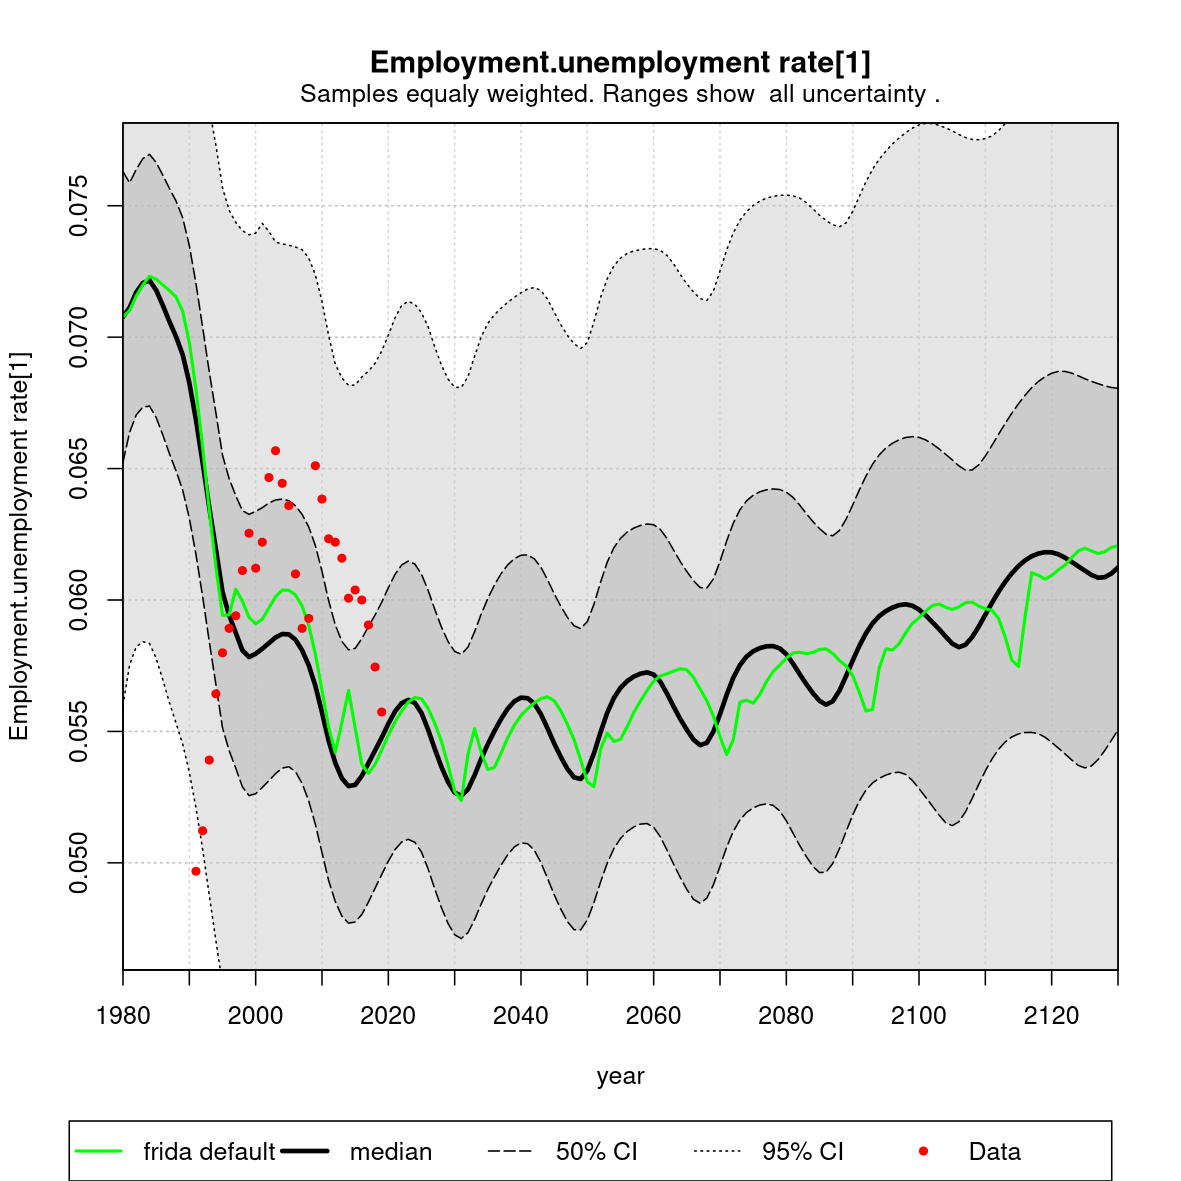 Employment.unemployment rate[1]
Samples equaly weighted. Ranges show  all uncertainty .
Employment.unemployment rate[1]
0.075
0.070
0.065
0.060
0.055
0.050
1980 2000 2020 2040 2060 2080 2100 2120
year
frida default median 50% CI 95% CI Data